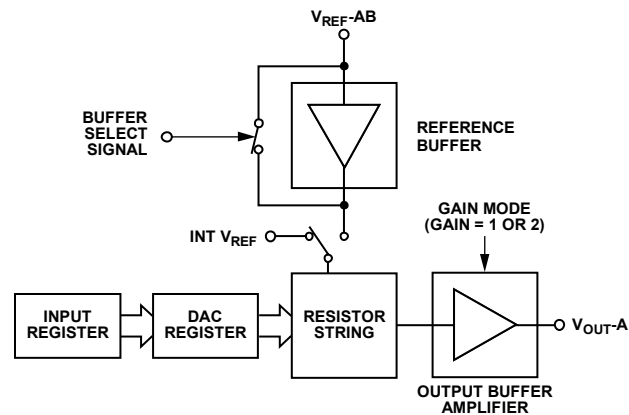 VREF-AB
BUFFER
SELECT
SIGNAL
REFERENCE
BUFFER
GAIN MODE
(GAIN = 1 OR 2)
INT VREF
INPUT
REGISTER
DAC
REGISTER
RESISTOR
STRING
VOUT-A
OUTPUT BUFFER
AMPLIFIER